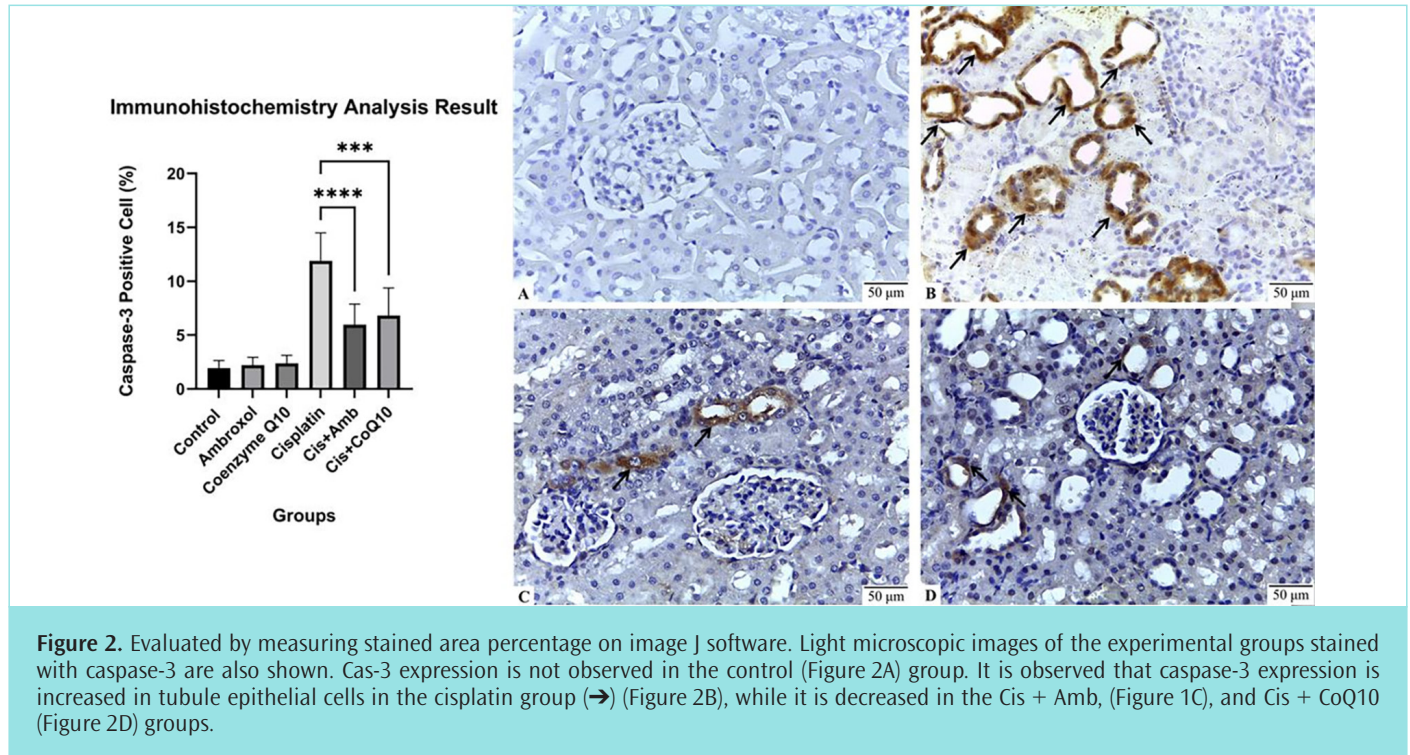 Immunohistochemistry Analysis Result
Caspase-3 Positive Cell (%)
20
15
10
5
0
***
****
Control
Ambroxol
Coenzyme Q10
Cisplatin
Cis+Amb
Cis+CoQ10
Groups
A
50 µm
B
50 µm
C
50 µm
D
50 µm
Figure 2. Evaluated by measuring stained area percentage on image J software. Light microscopic images of the experimental groups stained
with caspase-3 are also shown. Cas-3 expression is not observed in the control (Figure 2A) group. It is observed that caspase-3 expression is
increased in tubule epithelial cells in the cisplatin group (➔) (Figure 2B), while it is decreased in the Cis + Amb, (Figure 1C), and Cis + CoQ10
(Figure 2D) groups.